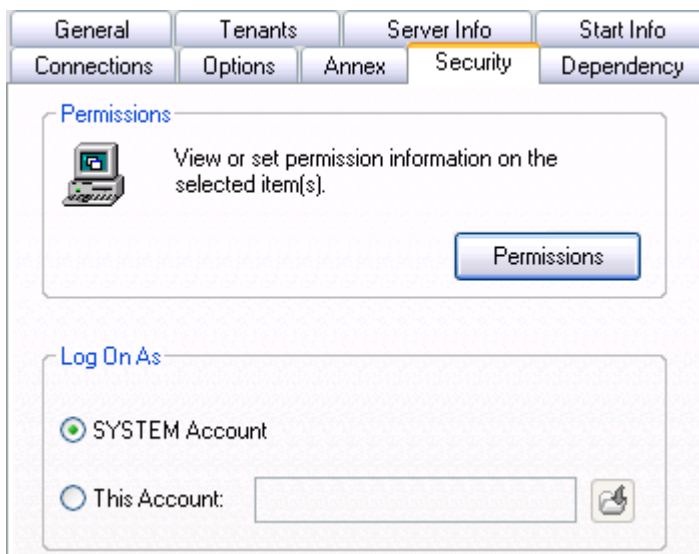 General Tenants Server Info Start Info
Connections Options Annex Security Dependency
Permissions
View or set permission information on the
selected item(s).
Permissions
Log On As
SYSTEM Account
This Account: